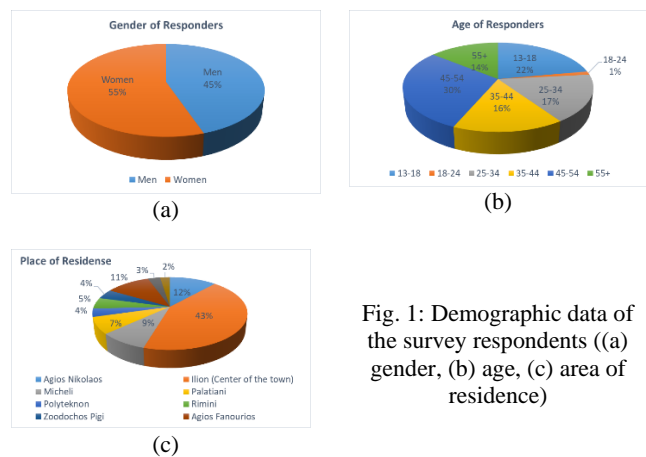 Gender of Responders
Women
55%
Men
45%
Men Women
(a)
Age of Responders
55+
14%
13-18
22%
18-24
1%
45-54
30%
25-34
17%
35-44
16%
13-18 18-24 25-34 35-44 45-54 55+
(b)
Place of Residense
3% 2%
11%
4%
12%
5%
4%
43%
7%
9%
Agios Nikolaos Ilion (Center of the town)
Micheli Palatiani
Polyteknon Rimini
Zoodochos Pigi Agios Fanourios
(c)
Fig. 1: Demographic data of
the survey respondents ((a)
gender, (b) age, (c) area of
residence)